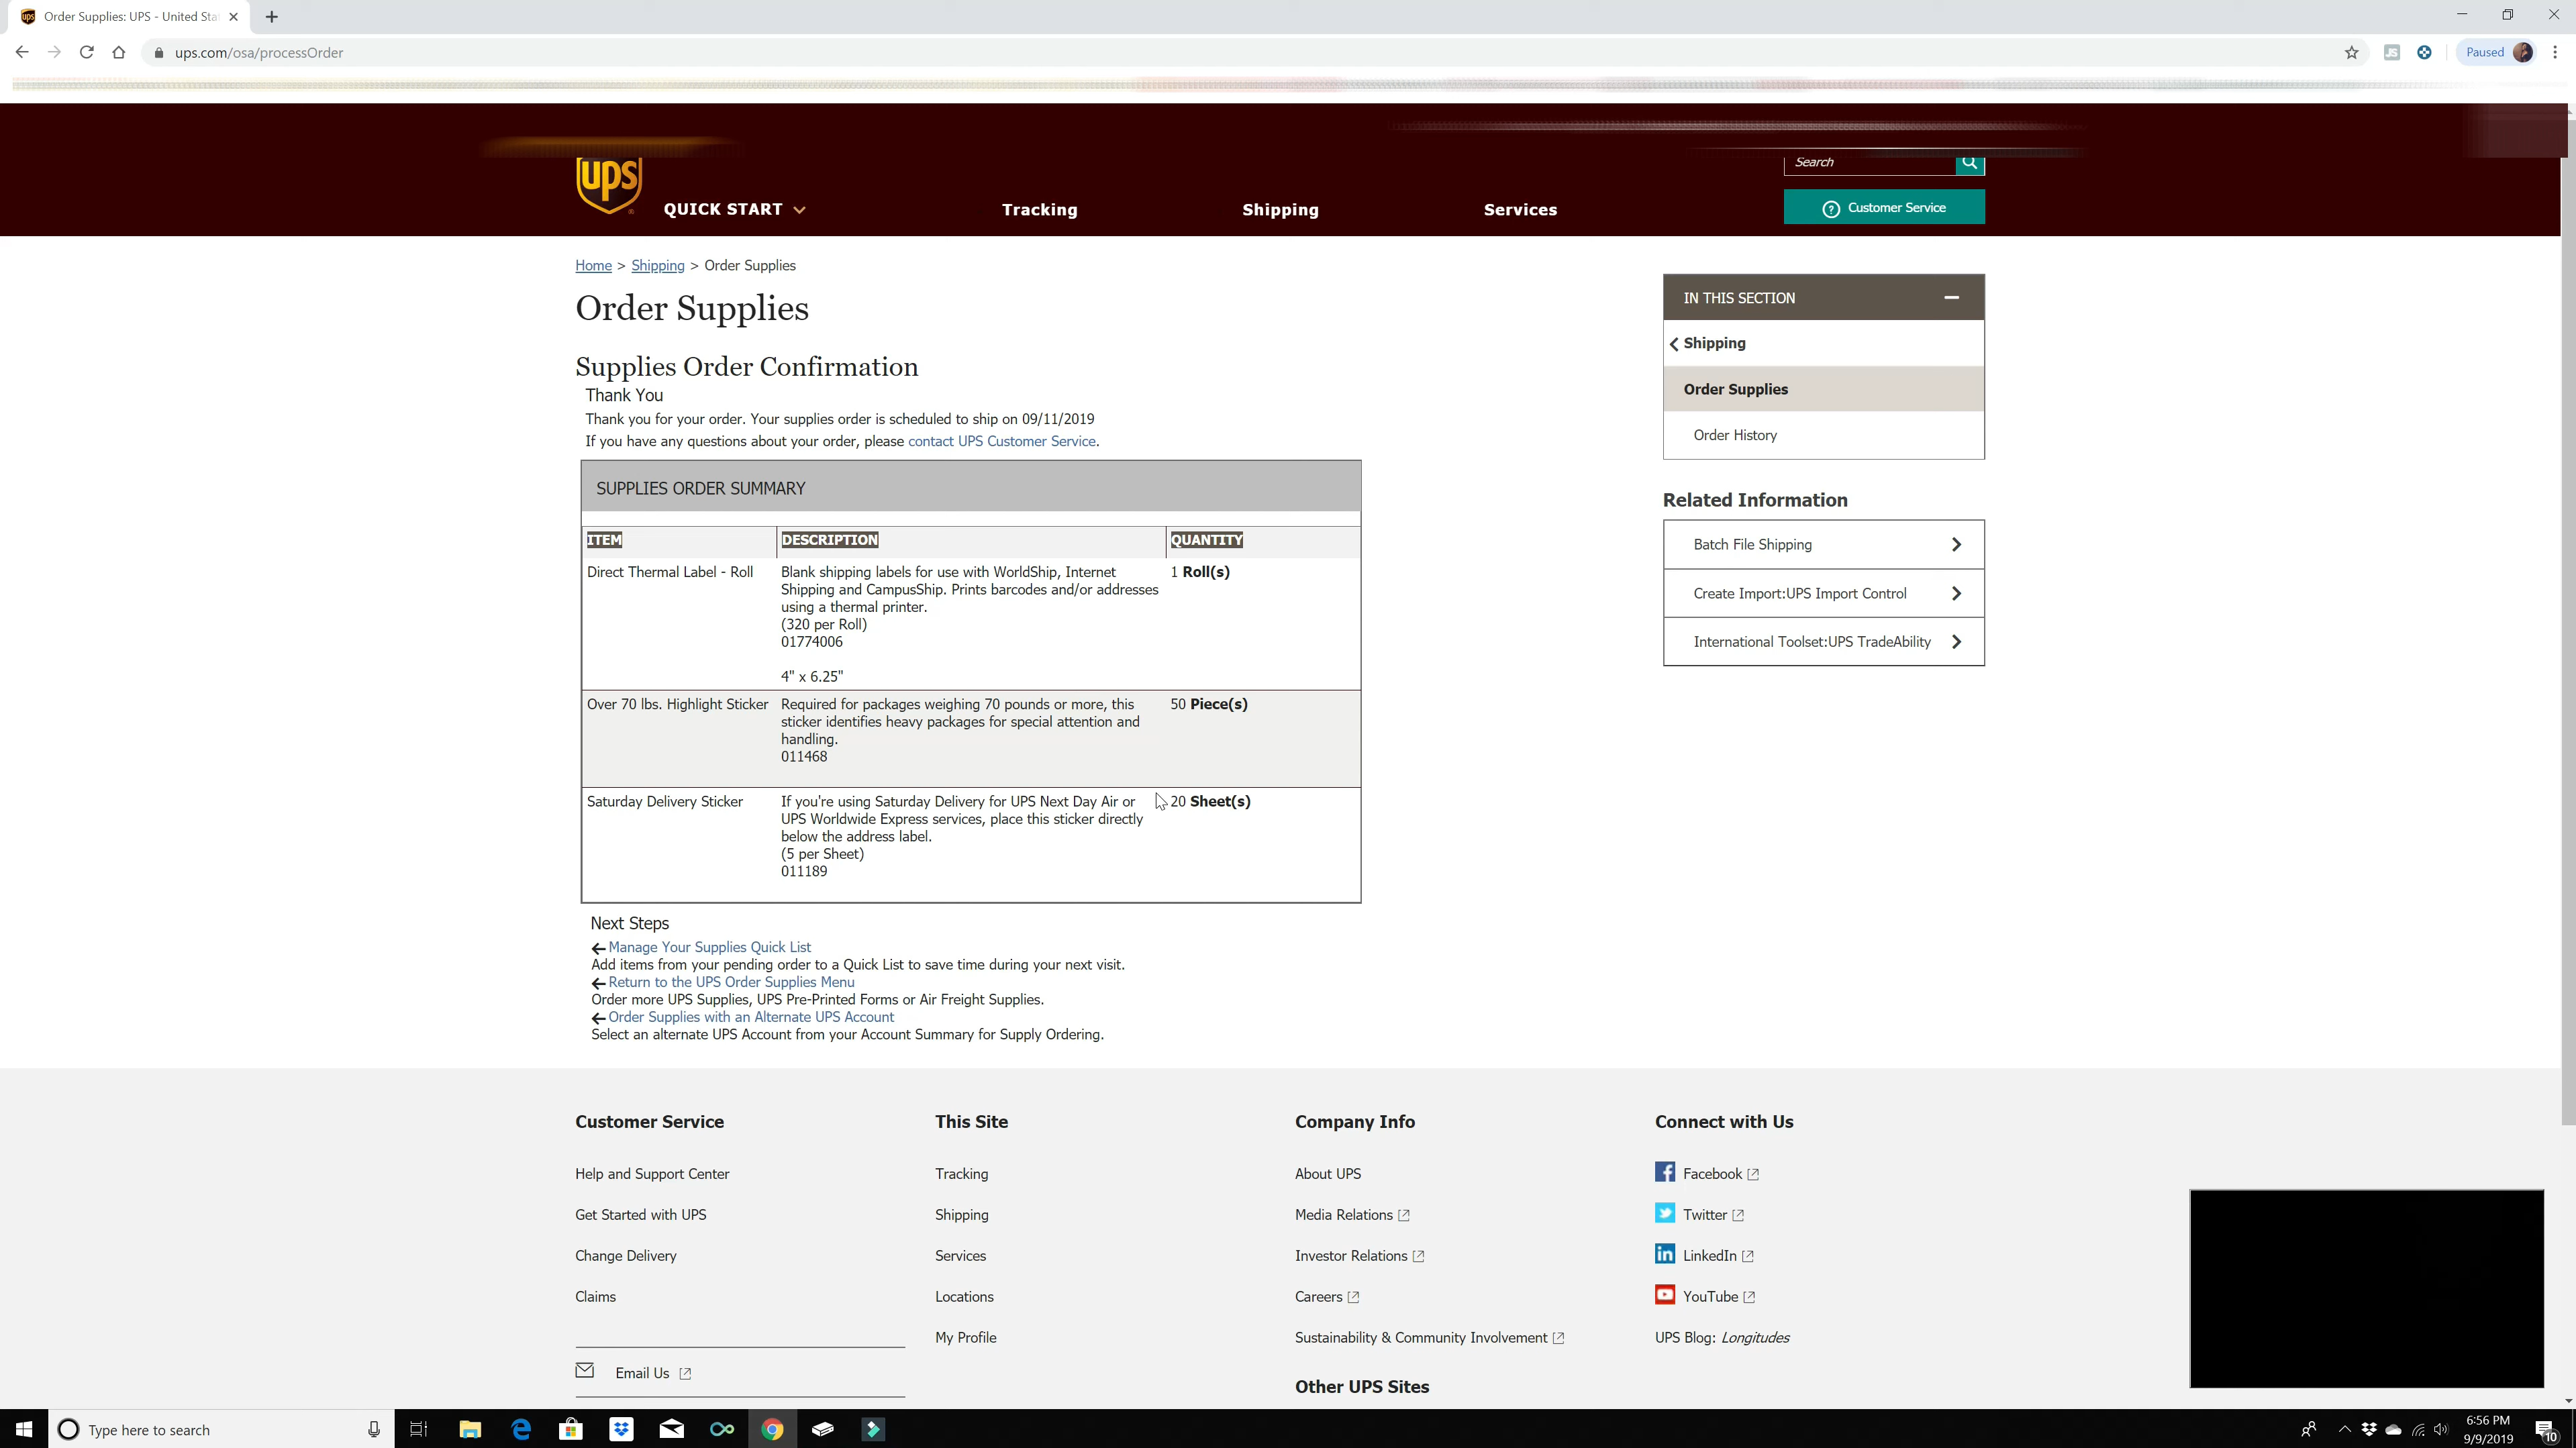 Order Supplies: UPS - United Sta
ups.com/osa/processOrder
JS
Paused
ups
QUICK START
Tracking
Shipping
Services
Search
Customer Service
Home > Shipping > Order Supplies
Order Supplies
Supplies Order Confirmation
Thank You
Thank you for your order. Your supplies order is scheduled to ship on 09/11/2019
If you have any questions about your order, please contact UPS Customer Service.
SUPPLIES ORDER SUMMARY
ITEM DESCRIPTION QUANTITY
Direct Thermal Label - Roll Blank shipping labels for use with WorldShip, Internet 1 Roll(s)
Shipping and CampusShip. Prints barcodes and/or addresses
using a thermal printer.
(320 per Roll)
01774006
4" x 6.25"
Over 70 lbs. Highlight Sticker Required for packages weighing 70 pounds or more, this 50 Piece(s)
sticker identifies heavy packages for special attention and
handling.
011468
Saturday Delivery Sticker If you're using Saturday Delivery for UPS Next Day Air or 20 Sheet(s)
UPS Worldwide Express services, place this sticker directly
below the address label.
(5 per Sheet)
011189
Next Steps
Manage Your Supplies Quick List
Add items from your pending order to a Quick List to save time during your next visit.
Return to the UPS Order Supplies Menu
Order more UPS Supplies, UPS Pre-Printed Forms or Air Freight Supplies.
Order Supplies with an Alternate UPS Account
Select an alternate UPS Account from your Account Summary for Supply Ordering.
IN THIS SECTION
Shipping
Order Supplies
Order History
Related Information
Batch File Shipping
Create Import:UPS Import Control
International Toolset:UPS TradeAbility
Customer Service
Help and Support Center
Get Started with UPS
Change Delivery
Claims
Email Us
This Site
Tracking
Shipping
Services
Locations
My Profile
Company Info
About UPS
Media Relations
Investor Relations
Careers
Sustainability & Community Involvement
Other UPS Sites
Connect with Us
Facebook
Twitter
LinkedIn
YouTube
UPS Blog: Longitudes
Type here to search
6:56 PM
9/9/2019
10